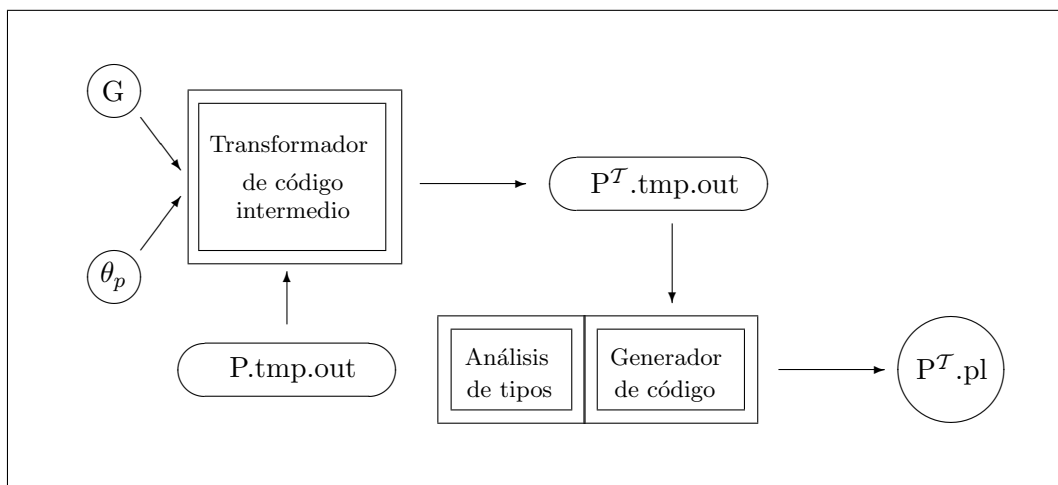 G
Transformador
de código
intermedio
P^𝒯.tmp.out
θ_p
P.tmp.out
Análisis
de tipos
Generador
de código
P^𝒯.pl